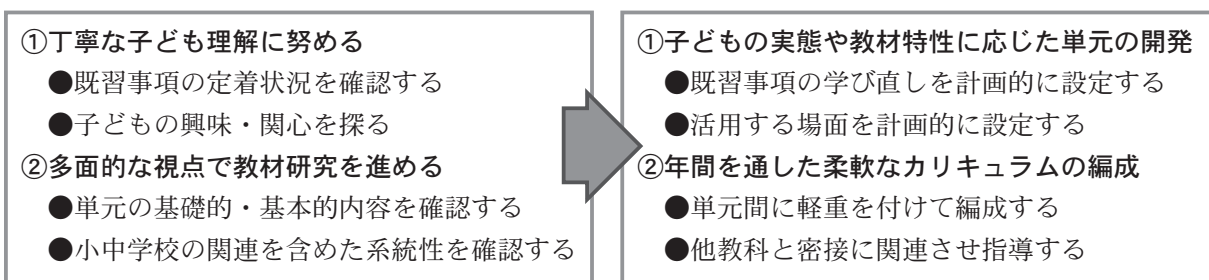 ①丁寧な子ども理解に努める
●既習事項の定着状況を確認する
●子どもの興味・関心を探る
②多面的な視点で教材研究を進める
●単元の基礎的・基本的内容を確認する
●小中学校の関連を含めた系統性を確認する
①子どもの実態や教材特性に応じた単元の開発
●既習事項の学び直しを計画的に設定する
●活用する場面を計画的に設定する
②年間を通した柔軟なカリキュラムの編成
●単元間に軽重を付けて編成する
●他教科と密接に関連させ指導する